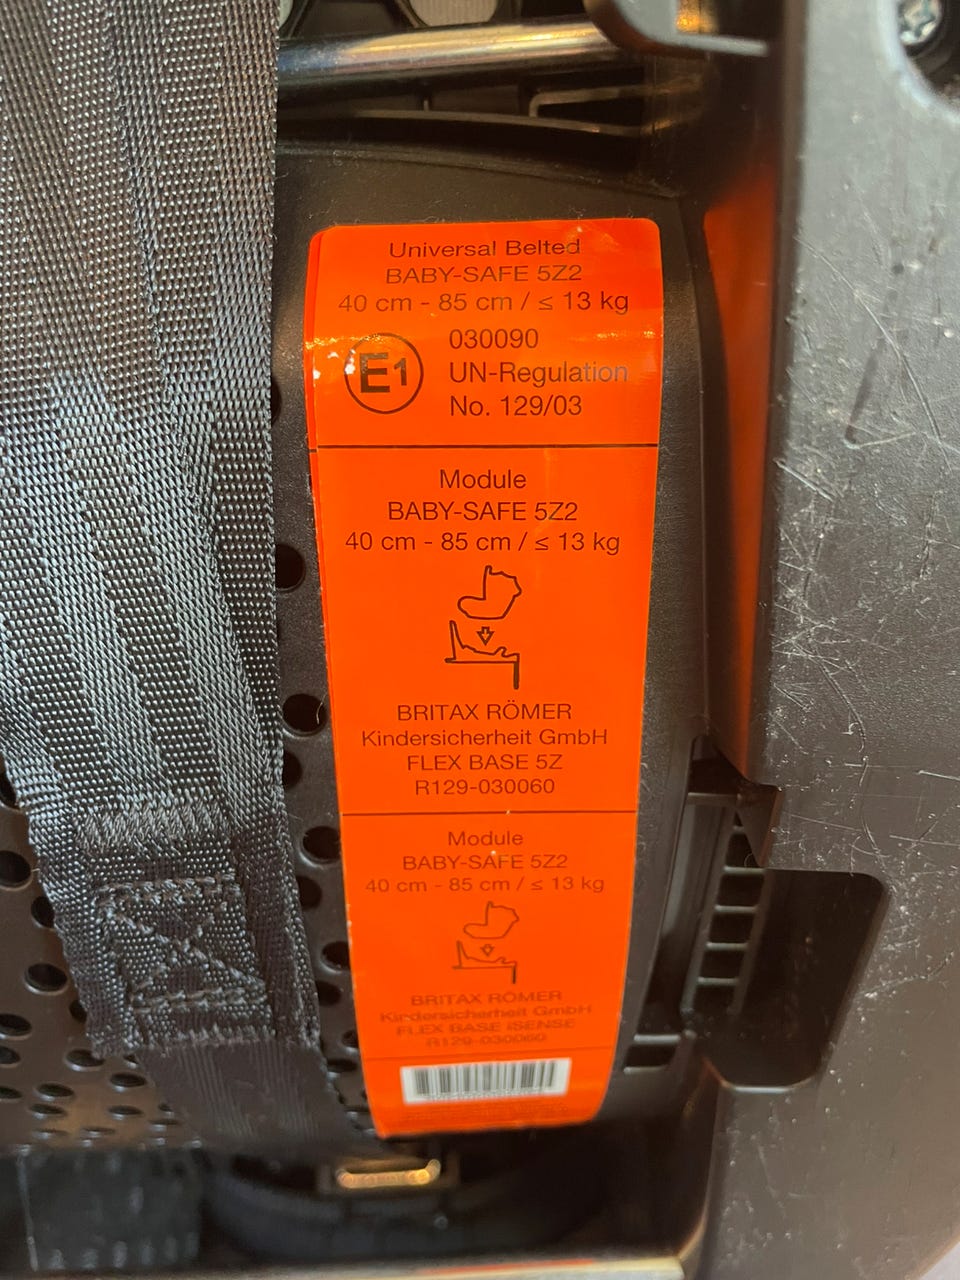 Universal Belted
BABY-SAFE 5Z2
40 cm - 85 cm / ≤ 13 kg
E1
030090
UN-Regulation
No. 129/03
Module
BABY-SAFE 5Z2
40 cm - 85 cm / ≤ 13 kg
BRITAX RÖMER
Kindersicherheit GmbH
FLEX BASE 5Z
R129-030060
Module
BABY-SAFE 5Z2
40 cm - 85 cm / ≤ 13 kg
BRITAX RÖMER
Kindersicherheit GmbH
FLEX BASE iSENSE
R129-030060